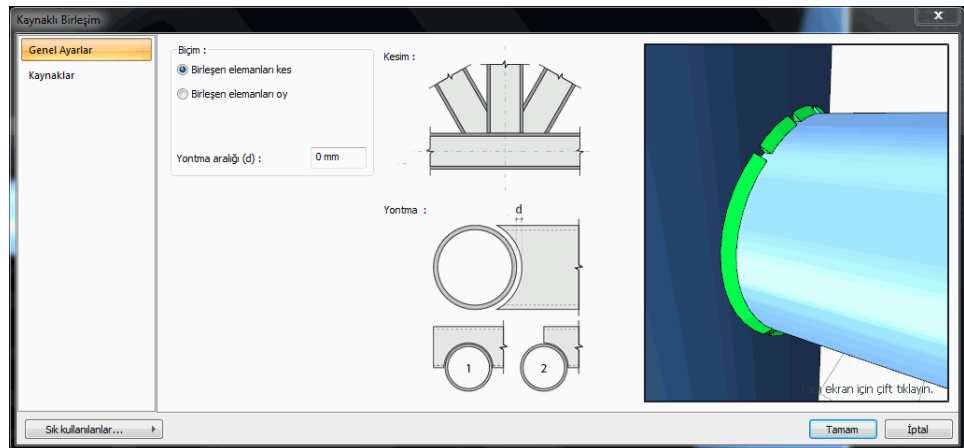 Kaynaklı Birleşim
x
Genel Ayarlar
Kaynaklar
Biçim :
Birleşen elemanları kes
Birleşen elemanları oy
Yontma aralığı (d) :
0 mm
Kesim :
Yontma :
d
1
2
ekran için çift tıklayın.
Sık kullanılanlar...
Tamam
İptal